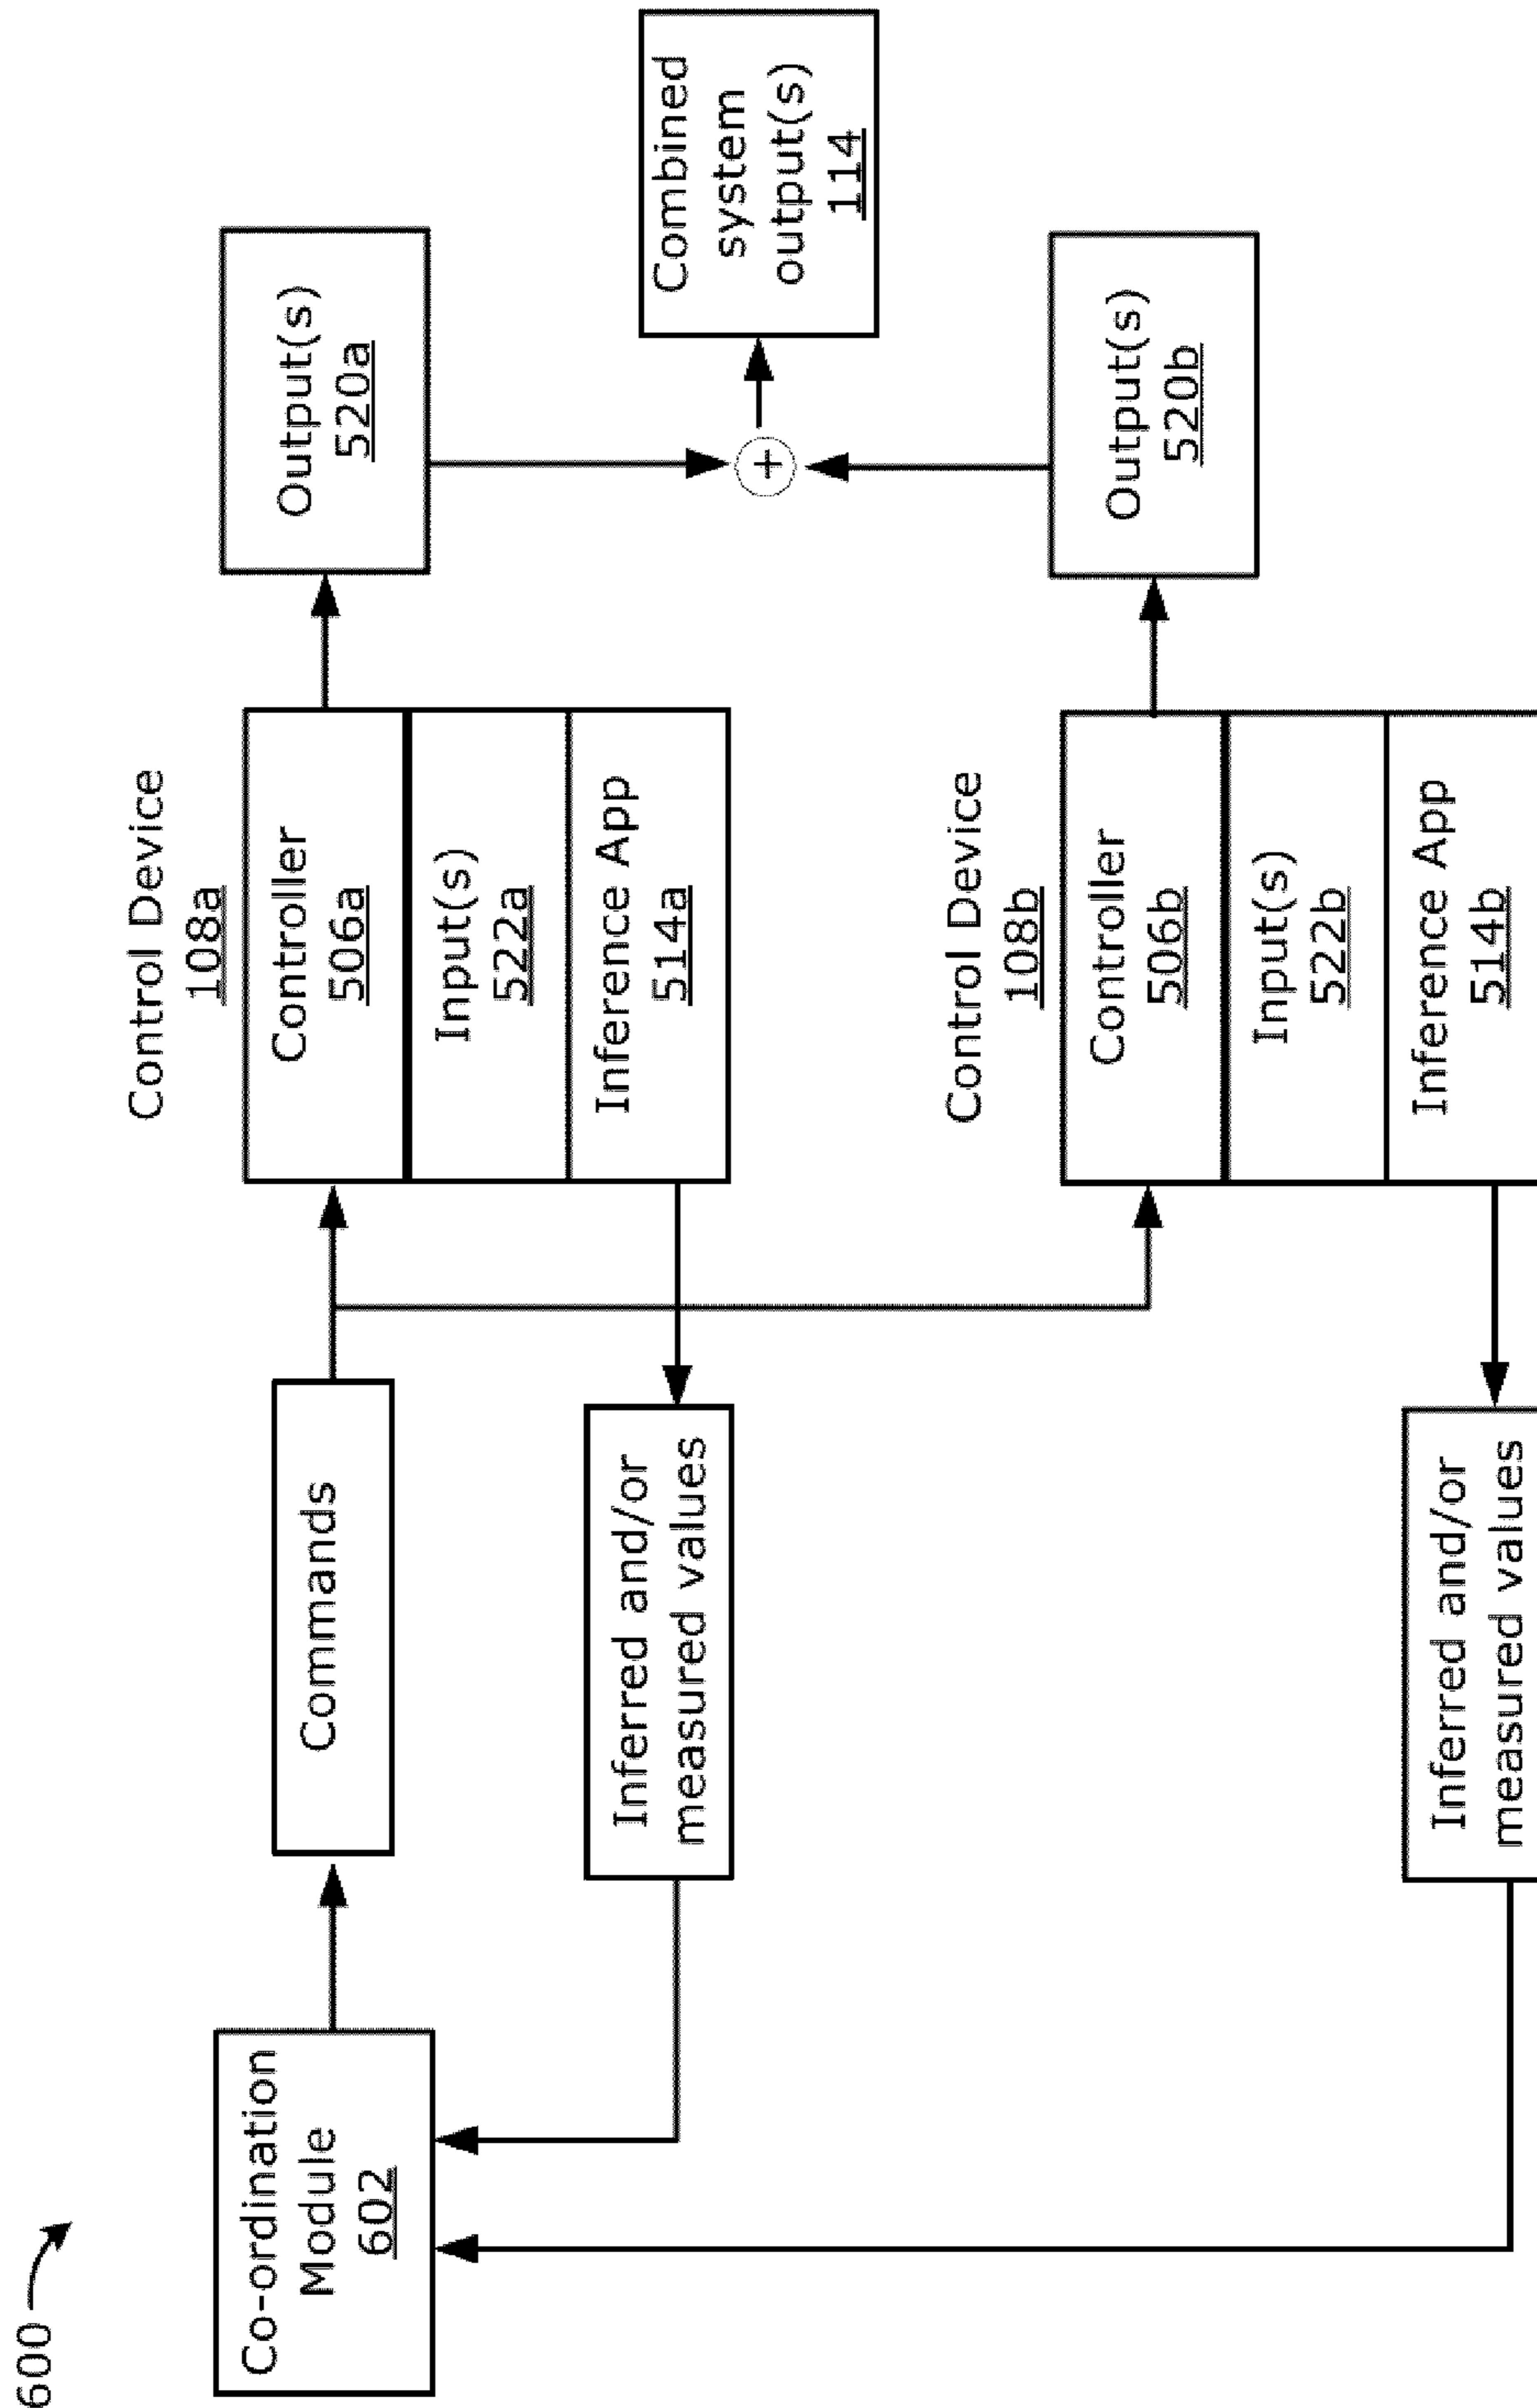 600
Co-ordination
Module
602
Commands
Inferred and/or
measured values
Inferred and/or
measured values
Control Device
108a
Controller
506a
Input(s)
522a
Inference App
514a
Control Device
108b
Controller
506b
Input(s)
522b
Inference App
514b
Output(s)
520a
+
Output(s)
520b
Combined
system
output(s)
114